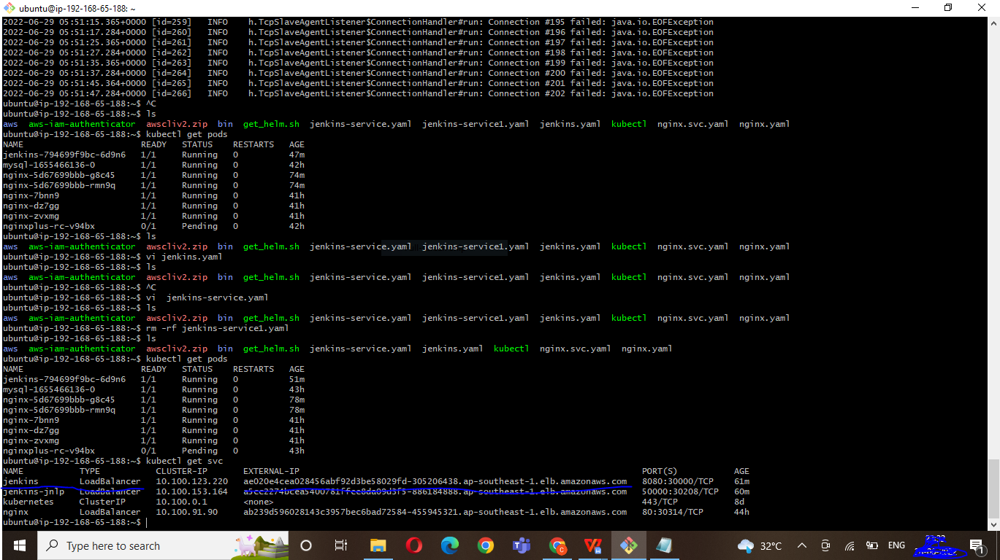 ubuntu@ip-192-168-65-188: ~
2022-06-29 05:51:15.365+0000 [id=259] INFO h.TcpSlaveAgentListener$ConnectionHandler#run: Connection #195 failed: java.io.EOFException
2022-06-29 05:51:17.284+0000 [id=260] INFO h.TcpSlaveAgentListener$ConnectionHandler#run: Connection #196 failed: java.io.EOFException
2022-06-29 05:51:25.365+0000 [id=261] INFO h.TcpSlaveAgentListener$ConnectionHandler#run: Connection #197 failed: java.io.EOFException
2022-06-29 05:51:27.284+0000 [id=262] INFO h.TcpSlaveAgentListener$ConnectionHandler#run: Connection #198 failed: java.io.EOFException
2022-06-29 05:51:35.365+0000 [id=263] INFO h.TcpSlaveAgentListener$ConnectionHandler#run: Connection #199 failed: java.io.EOFException
2022-06-29 05:51:37.284+0000 [id=264] INFO h.TcpSlaveAgentListener$ConnectionHandler#run: Connection #200 failed: java.io.EOFException
2022-06-29 05:51:45.364+0000 [id=265] INFO h.TcpSlaveAgentListener$ConnectionHandler#run: Connection #201 failed: java.io.EOFException
2022-06-29 05:51:47.284+0000 [id=266] INFO h.TcpSlaveAgentListener$ConnectionHandler#run: Connection #202 failed: java.io.EOFException
ubuntu@ip-192-168-65-188:~$ ^C
ubuntu@ip-192-168-65-188:~$ ls
aws aws-iam-authenticator awscliv2.zip bin get_helm.sh jenkins-service.yaml jenkins-service1.yaml jenkins.yaml kubectl nginx.svc.yaml nginx.yaml
ubuntu@ip-192-168-65-188:~$ kubectl get pods
NAME READY STATUS RESTARTS AGE
jenkins-794699f9bc-6d9n6 1/1 Running 0 47m
mysql-1655466136-0 1/1 Running 0 42h
nginx-5d67699bbb-g8c45 1/1 Running 0 74m
nginx-5d67699bbb-rmn9q 1/1 Running 0 74m
nginx-7bnn9 1/1 Running 0 41h
nginx-dz7gg 1/1 Running 0 41h
nginx-zvxmg 1/1 Running 0 41h
nginxplus-rc-v94bx 0/1 Pending 0 42h
ubuntu@ip-192-168-65-188:~$ ls
aws aws-iam-authenticator awscliv2.zip bin get_helm.sh jenkins-service.yaml jenkins-service1.yaml jenkins.yaml kubectl nginx.svc.yaml nginx.yaml
ubuntu@ip-192-168-65-188:~$ vi jenkins.yaml
ubuntu@ip-192-168-65-188:~$ ls
aws aws-iam-authenticator awscliv2.zip bin get_helm.sh jenkins-service.yaml jenkins-service1.yaml jenkins.yaml kubectl nginx.svc.yaml nginx.yaml
ubuntu@ip-192-168-65-188:~$ ^C
ubuntu@ip-192-168-65-188:~$ vi jenkins-service.yaml
ubuntu@ip-192-168-65-188:~$ ls
aws aws-iam-authenticator awscliv2.zip bin get_helm.sh jenkins-service.yaml jenkins-service1.yaml jenkins.yaml kubectl nginx.svc.yaml nginx.yaml
ubuntu@ip-192-168-65-188:~$ rm -rf jenkins-service1.yaml
ubuntu@ip-192-168-65-188:~$ ls
aws aws-iam-authenticator awscliv2.zip bin get_helm.sh jenkins-service.yaml jenkins.yaml kubectl nginx.svc.yaml nginx.yaml
ubuntu@ip-192-168-65-188:~$ kubectl get pods
NAME READY STATUS RESTARTS AGE
jenkins-794699f9bc-6d9n6 1/1 Running 0 51m
mysql-1655466136-0 1/1 Running 0 43h
nginx-5d67699bbb-g8c45 1/1 Running 0 78m
nginx-5d67699bbb-rmn9q 1/1 Running 0 78m
nginx-7bnn9 1/1 Running 0 41h
nginx-dz7gg 1/1 Running 0 41h
nginx-zvxmg 1/1 Running 0 41h
nginxplus-rc-v94bx 0/1 Pending 0 43h
ubuntu@ip-192-168-65-188:~$ kubectl get svc
NAME TYPE CLUSTER-IP EXTERNAL-IP PORT(S) AGE
jenkins LoadBalancer 10.100.123.220 ae020e4cea028456abf92d3be58029fd-305206438.ap-southeast-1.elb.amazonaws.com 8080:30000/TCP 61m
jenkins-jnlp LoadBalancer 10.100.153.164 50000:30208/TCP 60m
kubernetes ClusterIP 10.100.0.1 <none> 443/TCP 8d
nginx LoadBalancer 10.100.91.90 ab239d596028143c3957bec6bad72584-455945321.ap-southeast-1.elb.amazonaws.com 80:30314/TCP 44h
ubuntu@ip-192-168-65-188:~$
Type here to search
32°C
ENG
1